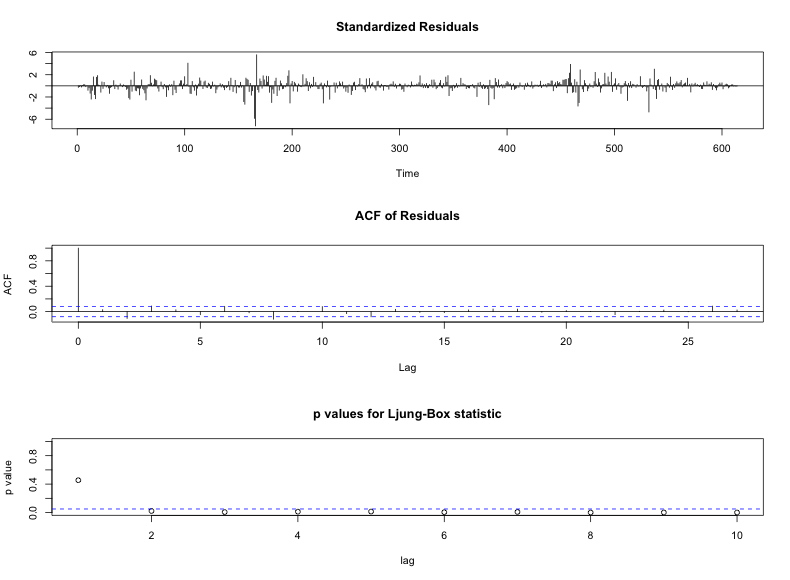 Standardized Residuals
6
2
-2
-6
0 100 200 300 400 500 600
Time
ACF of Residuals
ACF
0.8
0.4
0.0
0 5 10 15 20 25
Lag
p values for Ljung-Box statistic
p value
0.8
0.4
0.0
2 4 6 8 10
lag